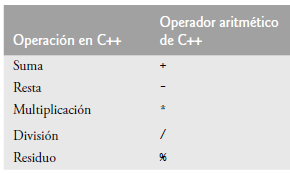 Operación en C++ Operador aritmético de C++
Suma +
Resta -
Multiplicación *
División /
Residuo %